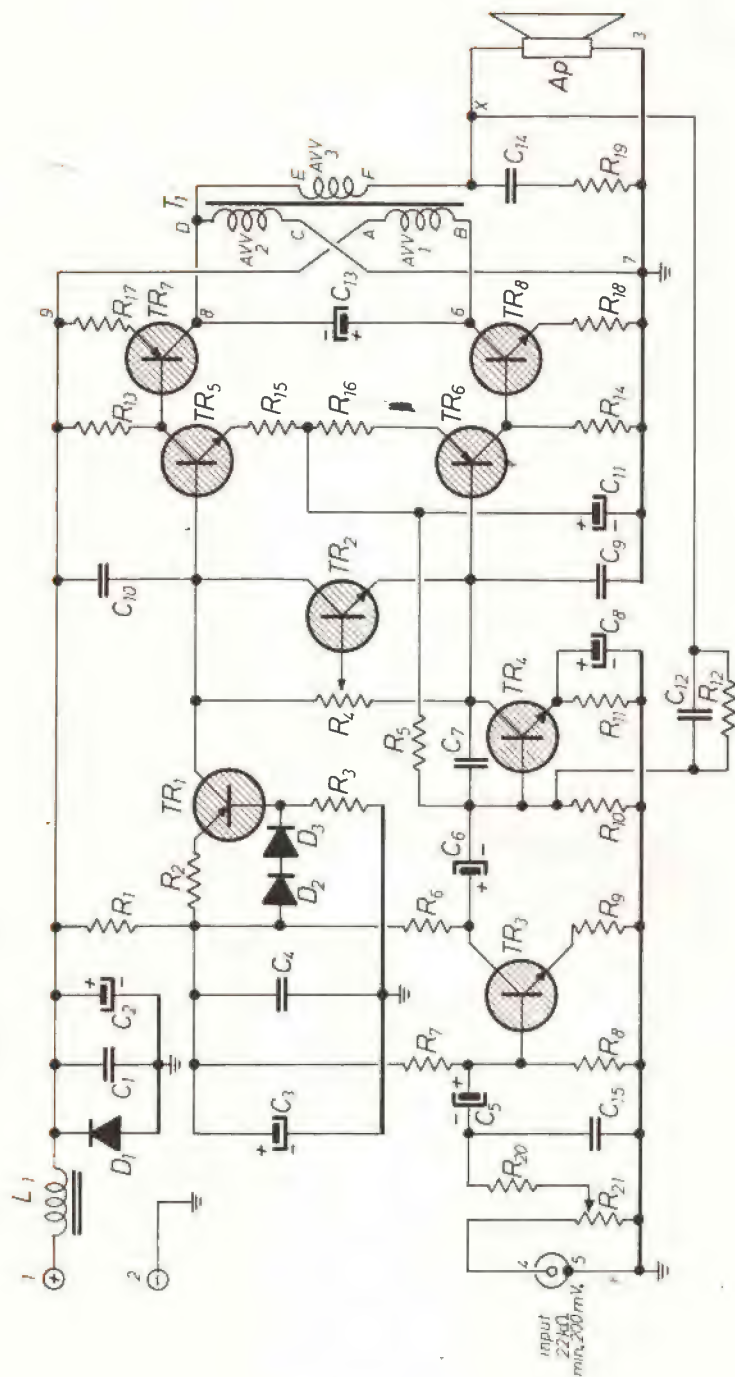 1
L1
D1
C1
C2
R1
C10
9
R13
R17
TR7
TR5
8
D
T1
E
AVV
3
AVV
2
C
A
AVV
1
F
B
X
Ap
3
2
C3
C4
R2
TR1
D2
D3
R3
R4
TR2
R5
R15
R16
C13
6
TR6
TR8
C14
R19
7
R7
R6
C6
C7
TR4
C11
C9
R14
R18
input
22kΩ
min.200mV.
4
5
R20
R21
C5
C15
R8
TR3
R9
R10
R11
C8
C12
R12